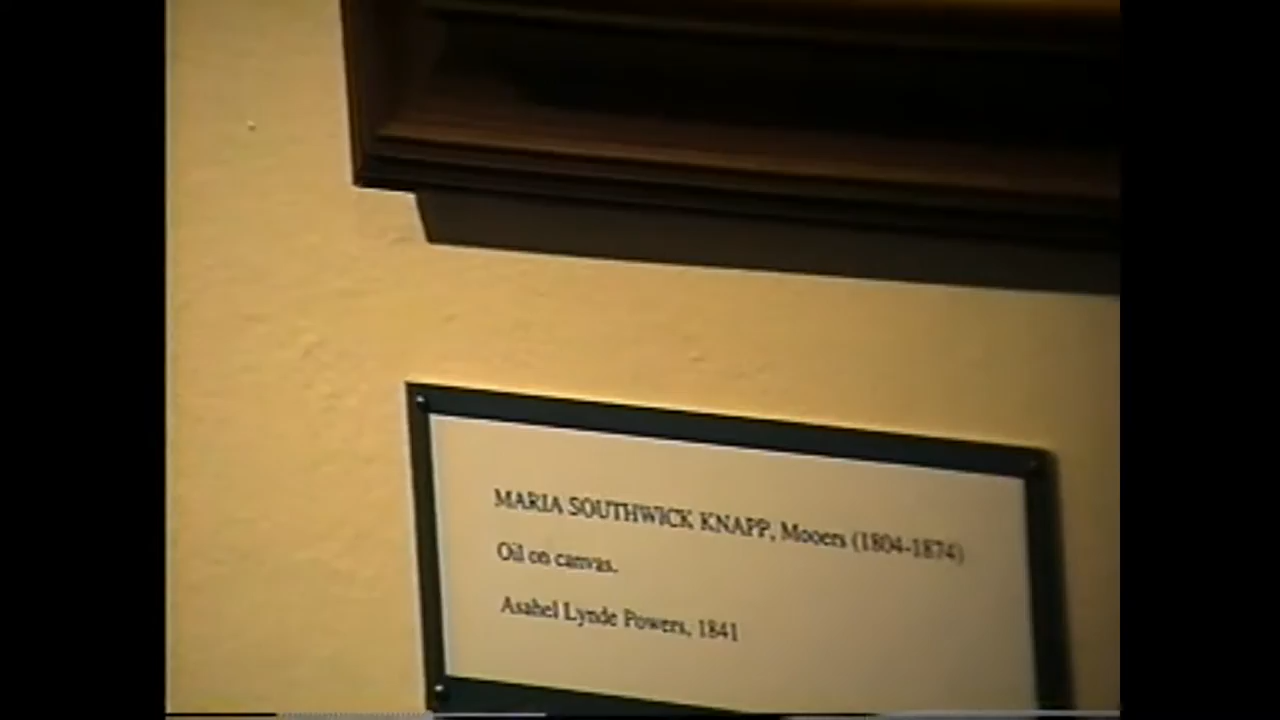 MARIA SOUTHWICK KNAPP, Mooers (1804-1874)
Oil on canvas.
Asahel Lynde Powers, 1841